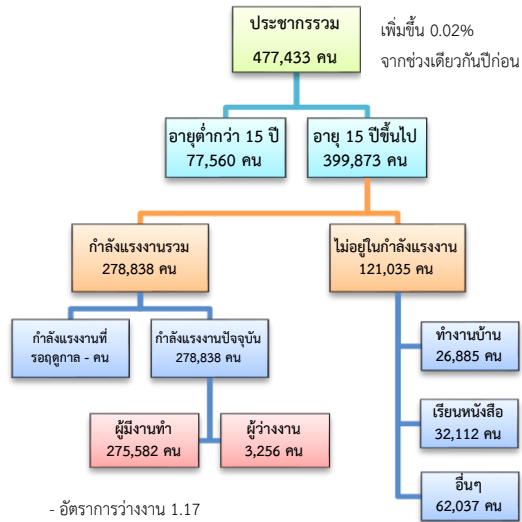 ประชากรรวม
477,433 คน
เพิ่มขึ้น 0.02%
จากช่วงเดียวกันปีก่อน
อายุต่ำกว่า 15 ปี
77,560 คน
อายุ 15 ปีขึ้นไป
399,873 คน
กำลังแรงงานรวม
278,838 คน
ไม่อยู่ในกำลังแรงงาน
121,035 คน
กำลังแรงงานที่
รอฤดูกาล - คน
กำลังแรงงานปัจจุบัน
278,838 คน
ทำงานบ้าน
26,885 คน
ผู้มีงานทำ
275,582 คน
ผู้ว่างงาน
3,256 คน
เรียนหนังสือ
32,112 คน
อื่นๆ
62,037 คน
- อัตราการว่างงาน 1.17